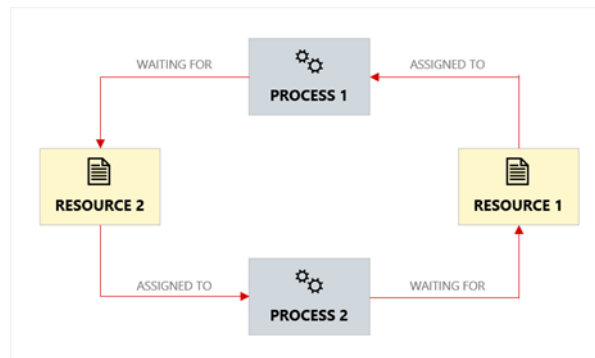 WAITING FOR
PROCESS 1
ASSIGNED TO
RESOURCE 2
RESOURCE 1
ASSIGNED TO
PROCESS 2
WAITING FOR